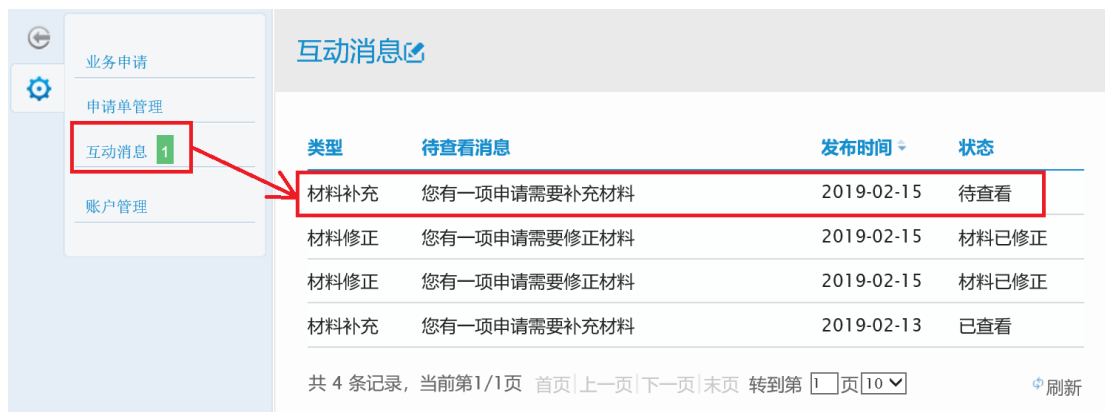 业务申请
申请单管理
互动消息 1
账户管理
互动消息
类型 待查看消息 发布时间 状态
材料补充 您有一项申请需要补充材料 2019-02-15 待查看
材料修正 您有一项申请需要修正材料 2019-02-15 材料已修正
材料修正 您有一项申请需要修正材料 2019-02-15 材料已修正
材料补充 您有一项申请需要补充材料 2019-02-13 已查看
共 4 条记录，当前第1/1页 首页|上一页|下一页|末页 转到第 1 页 10 刷新